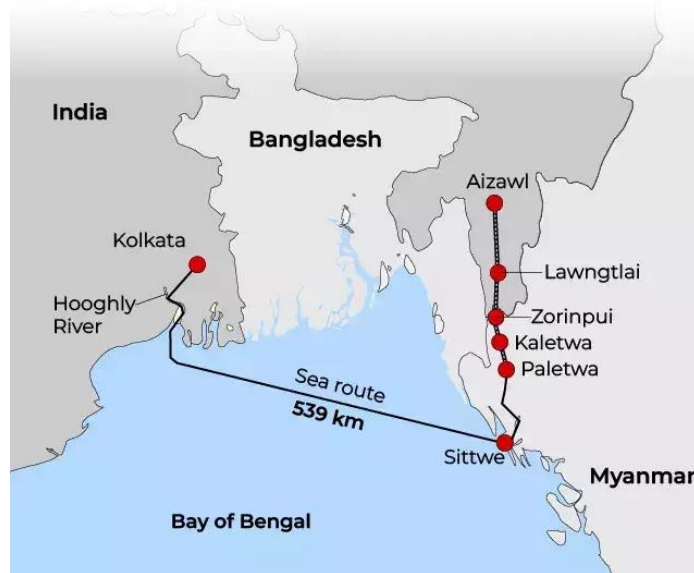 India
Bangladesh
Aizawl
Kolkata
Lawngtlai
Hooghly
River
Zorinpui
Kaletwa
Paletwa
Sea route
539 km
Sittwe
Myanmar
Bay of Bengal